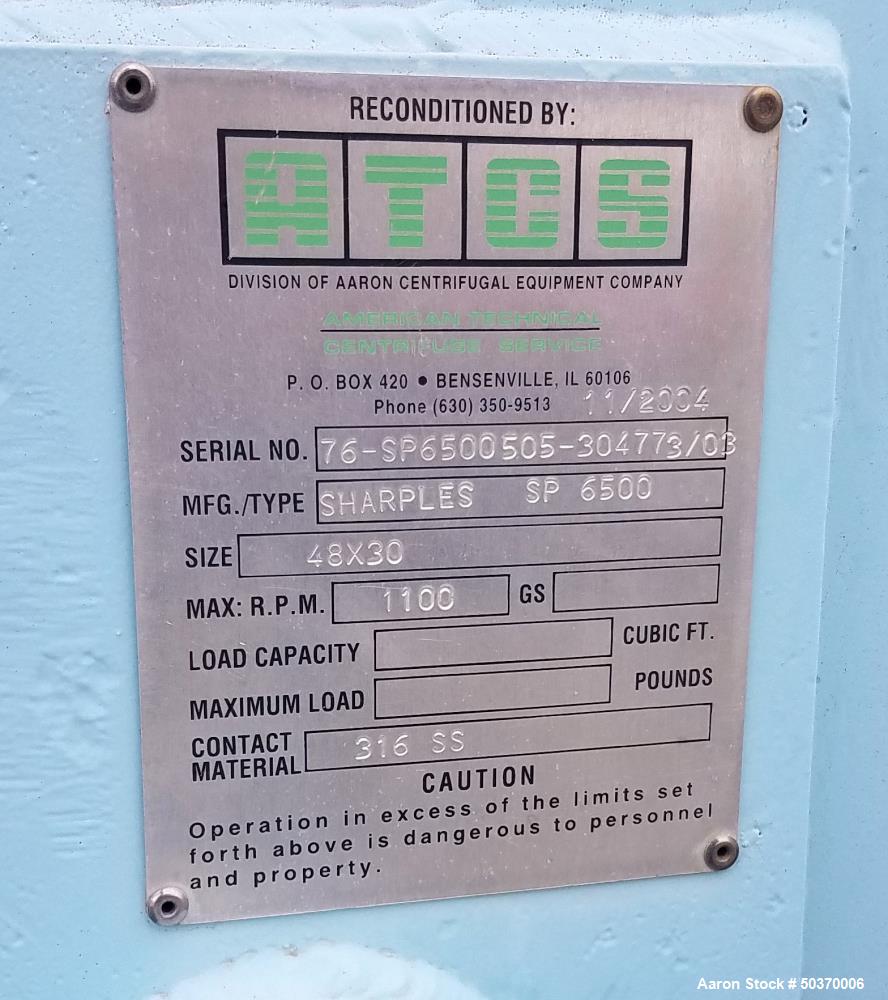 RECONDITIONED BY:
ATCS
DIVISION OF AARON CENTRIFUGAL EQUIPMENT COMPANY
AMERICAN TECHNICAL
CENTRIFUGE SERVICE
P. O. BOX 420 • BENSENVILLE, IL 60106
Phone (630) 350-9513 11/2004
SERIAL NO. 76-SP6500505-304773/03
MFG./TYPE SHARPLES SP 6500
SIZE 48X30
MAX: R.P.M. 1100 GS
LOAD CAPACITY CUBIC FT.
MAXIMUM LOAD POUNDS
CONTACT
MATERIAL 316 SS
CAUTION
Operation in excess of the limits set
forth above is dangerous to personnel
and property.
Aaron Stock # 50370006